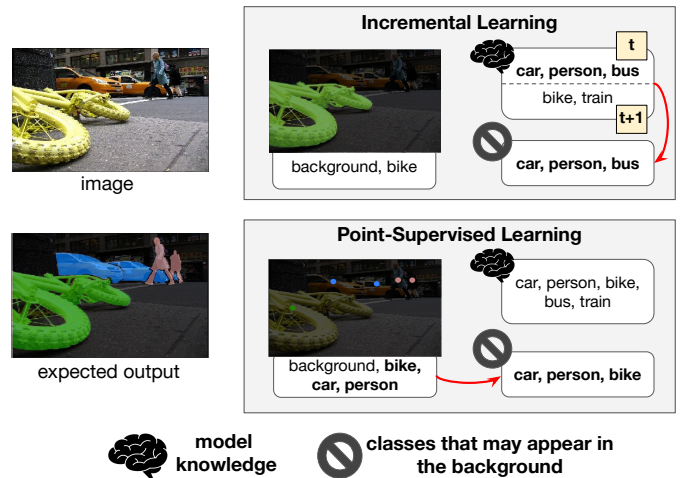 Incremental Learning
image
background, bike
t
car, person, bus
bike, train
t+1
car, person, bus
expected output
Point-Supervised Learning
background, bike,
car, person
car, person, bike,
bus, train
car, person, bike
model
knowledge
classes that may appear in
the background